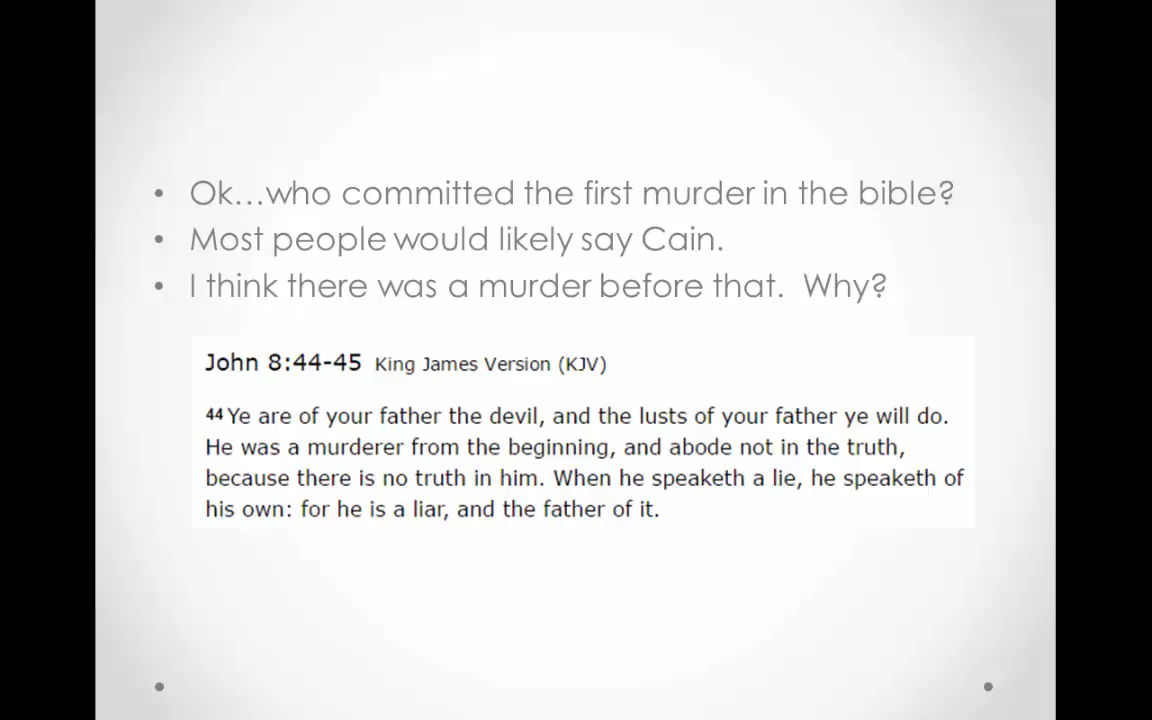 • Ok…who committed the first murder in the bible?
• Most people would likely say Cain.
• I think there was a murder before that.  Why?
John 8:44-45 King James Version (KJV)
44 Ye are of your father the devil, and the lusts of your father ye will do.
He was a murderer from the beginning, and abode not in the truth,
because there is no truth in him. When he speaketh a lie, he speaketh of
his own: for he is a liar, and the father of it.